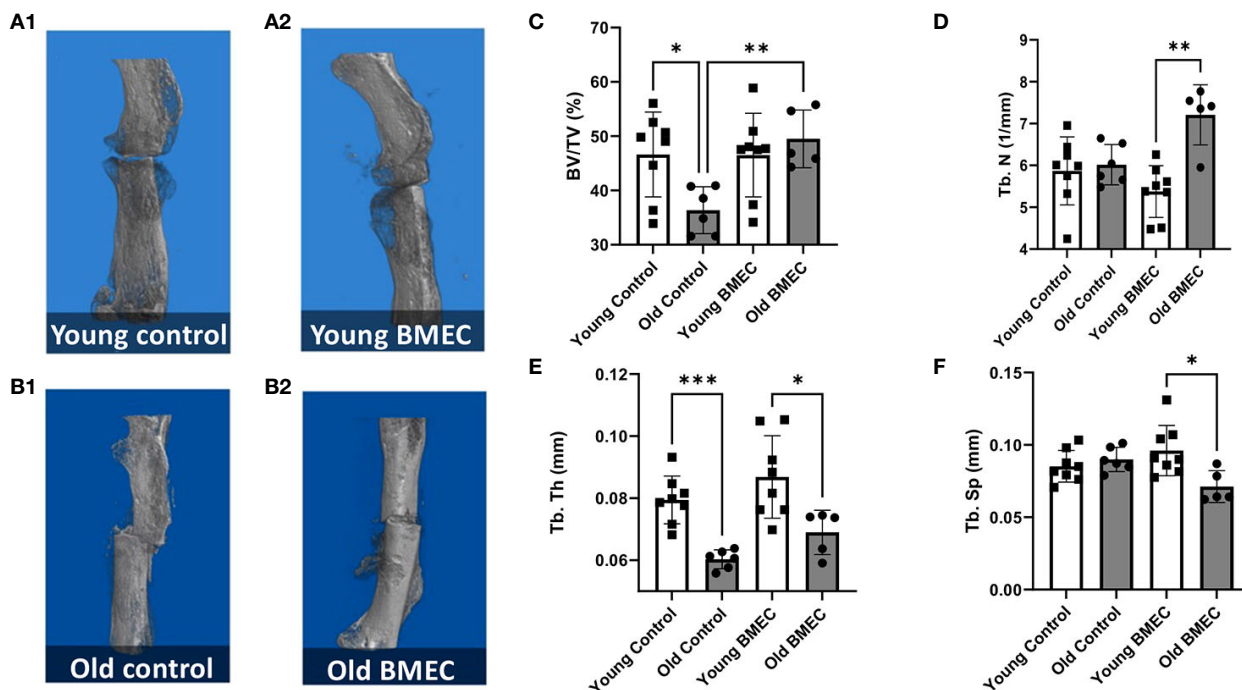 A1
Young control
A2
Young BMEC
B1
Old control
B2
Old BMEC
C
BV/TV (%)
70
60
50
40
30
*
**
Young Control
Old Control
Young BMEC
Old BMEC
D
Tb. N (1/mm)
9
8
7
6
5
4
**
Young Control
Old Control
Young BMEC
Old BMEC
E
Tb. Th (mm)
0.12
0.10
0.08
0.06
***
*
Young Control
Old Control
Young BMEC
Old BMEC
F
Tb. Sp (mm)
0.15
0.10
0.05
0.00
*
Young Control
Old Control
Young BMEC
Old BMEC